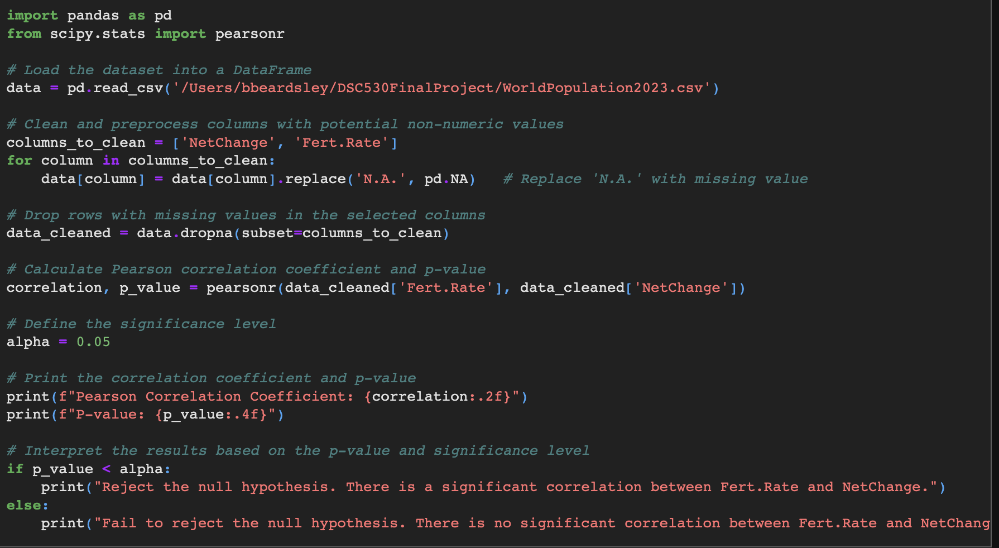 import pandas as pd
from scipy.stats import pearsonr
# Load the dataset into a DataFrame
data = pd.read_csv('/Users/bbeardsley/DSC530FinalProject/WorldPopulation2023.csv')
# Clean and preprocess columns with potential non-numeric values
columns_to_clean = ['NetChange', 'Fert.Rate']
for column in columns_to_clean:
    data[column] = data[column].replace('N.A.', pd.NA)   # Replace 'N.A.' with missing value
# Drop rows with missing values in the selected columns
data_cleaned = data.dropna(subset=columns_to_clean)
# Calculate Pearson correlation coefficient and p-value
correlation, p_value = pearsonr(data_cleaned['Fert.Rate'], data_cleaned['NetChange'])
# Define the significance level
alpha = 0.05
# Print the correlation coefficient and p-value
print(f"Pearson Correlation Coefficient: {correlation:.2f}")
print(f"P-value: {p_value:.4f}")
# Interpret the results based on the p-value and significance level
if p_value < alpha:
    print("Reject the null hypothesis. There is a significant correlation between Fert.Rate and NetChange.")
else:
    print("Fail to reject the null hypothesis. There is no significant correlation between Fert.Rate and NetChang